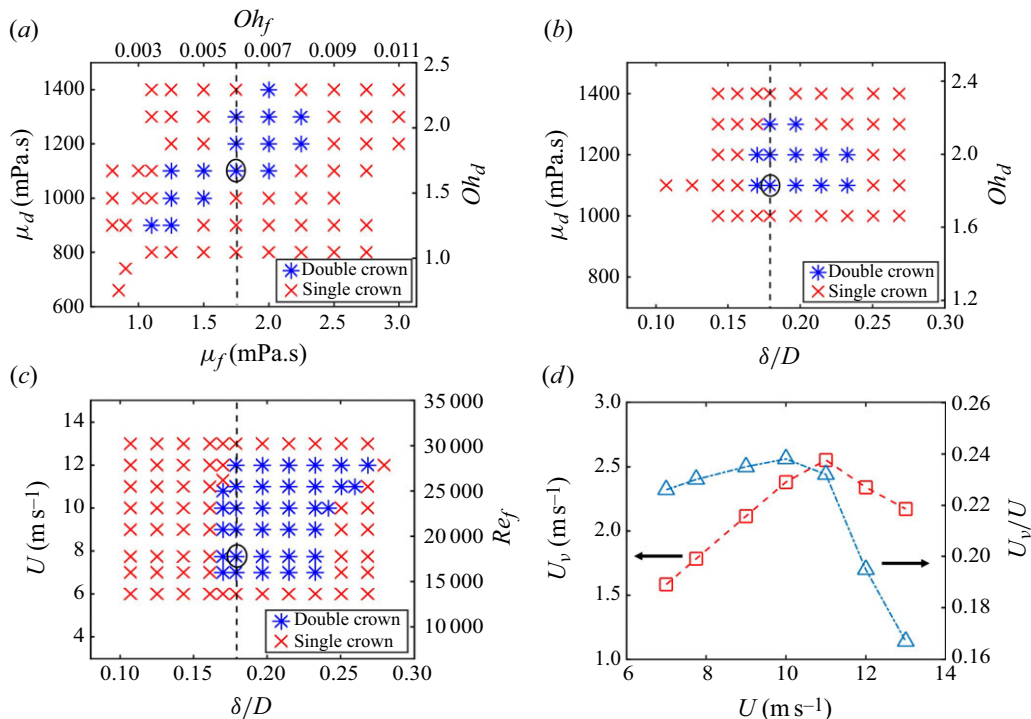 (a)
Oh_f
0.003 0.005 0.007 0.009 0.011
1400
1200
1000
800
600
μ_d (mPa.s)
2.5
2.0
1.5
1.0
Oh_d
Double crown
Single crown
1.0 1.5 2.0 2.5 3.0
μ_f (mPa.s)
(b)
1400
1200
1000
800
μ_d (mPa.s)
2.4
2.0
1.6
1.2
Oh_d
Double crown
Single crown
0.10 0.20 0.30
δ/D
(c)
14
12
10
8
6
4
U (m s⁻¹)
35 000
30 000
25 000
20 000
15 000
10 000
Re_f
Double crown
Single crown
0.10 0.15 0.20 0.25 0.30
δ/D
(d)
3.0
2.5
2.0
1.5
1.0
U_v (m s⁻¹)
0.26
0.24
0.22
0.20
0.18
0.16
U_v/U
6 8 10 12 14
U (m s⁻¹)